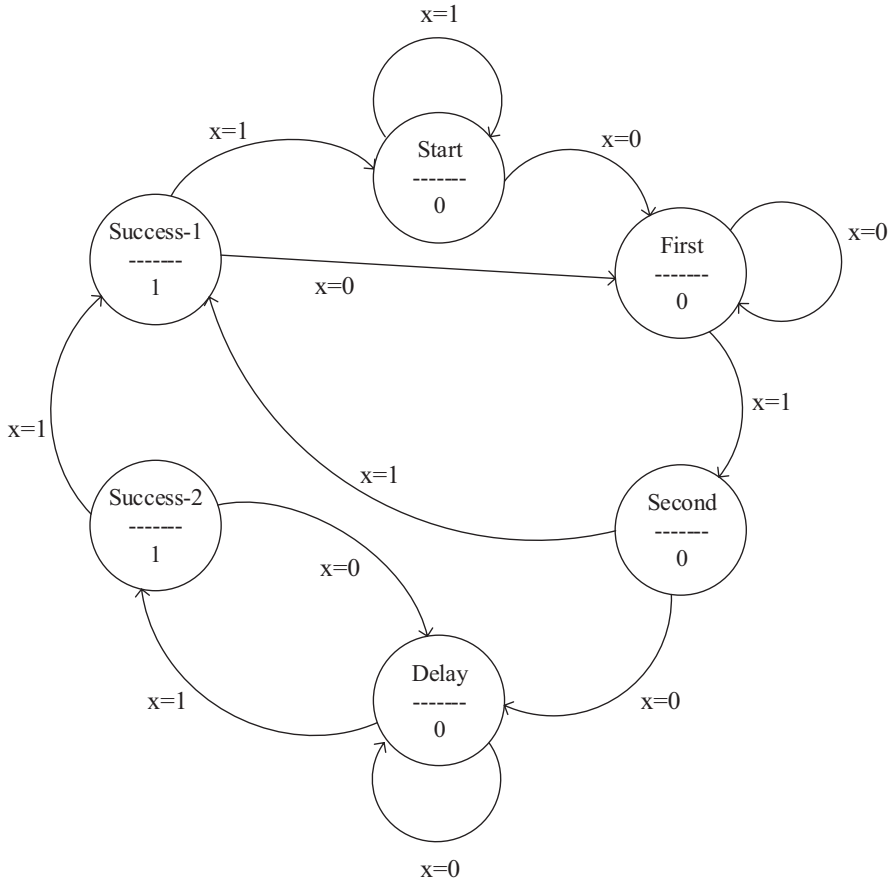 x=1
x=1
Start
-------
0
x=0
Success-1
-------
1
First
-------
0
x=0
x=0
x=1
x=1
x=1
Success-2
-------
1
Second
-------
0
x=0
Delay
-------
0
x=1
x=0
x=0